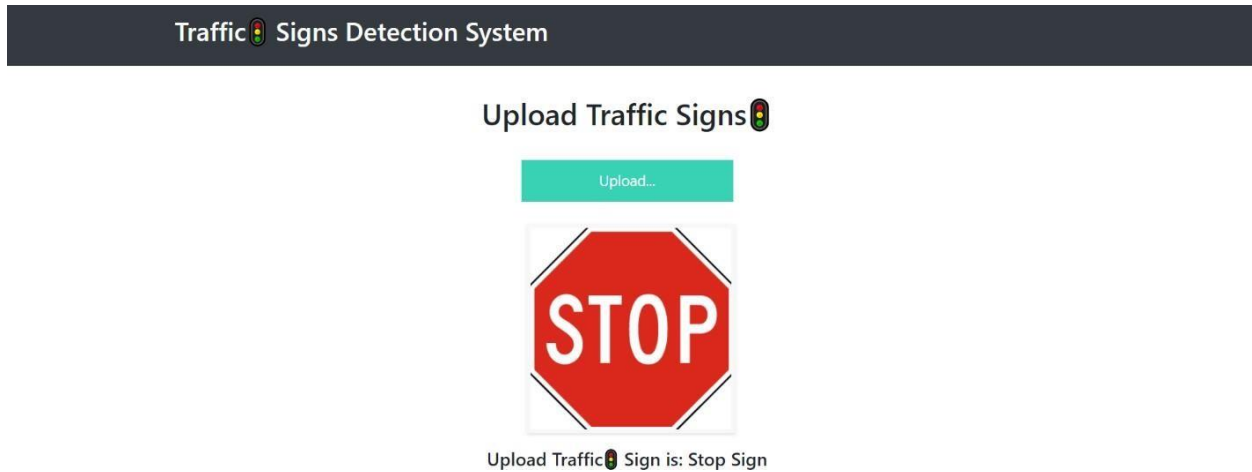 Traffic🚦 Signs Detection System
Upload Traffic Signs🚦
Upload...
STOP
Upload Traffic🚦 Sign is: Stop Sign